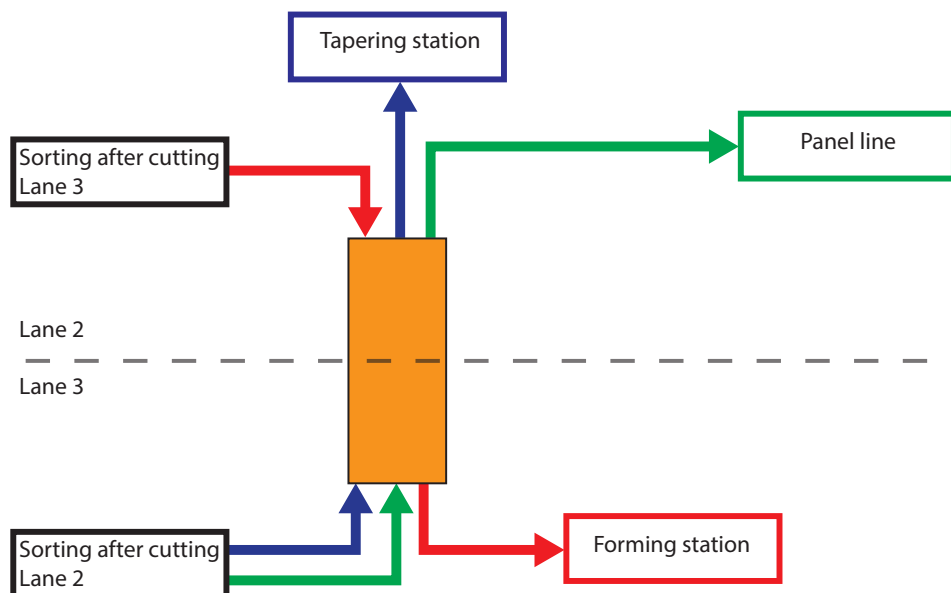 Tapering station
Panel line
Sorting after cutting
Lane 3
Lane 2
Lane 3
Sorting after cutting
Lane 2
Forming station